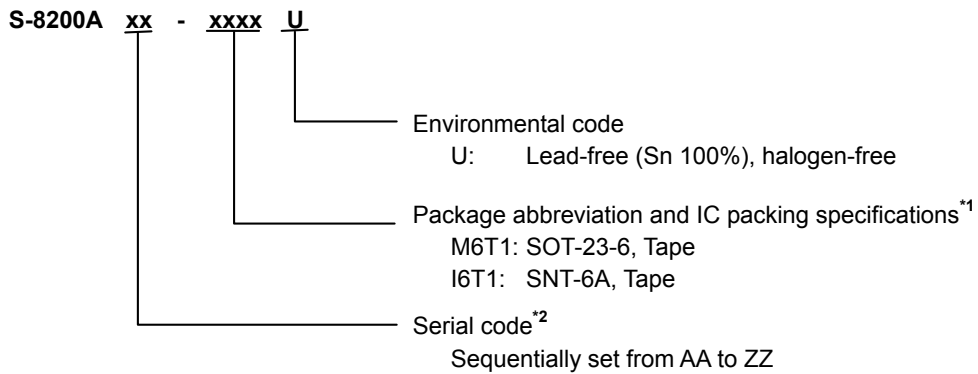 S-8200A xx - xxxx U
Environmental code
U: Lead-free (Sn 100%), halogen-free
Package abbreviation and IC packing specifications*1
M6T1: SOT-23-6, Tape
I6T1: SNT-6A, Tape
Serial code*2
Sequentially set from AA to ZZ